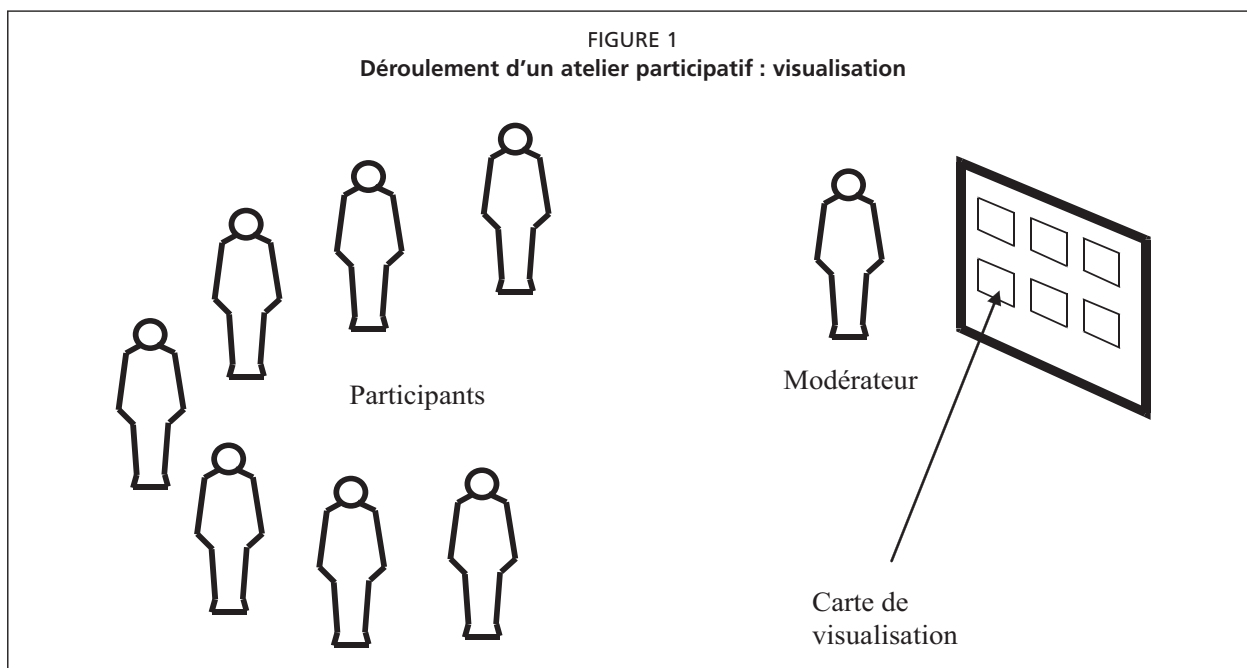 FIGURE 1
Déroulement d’un atelier participatif : visualisation
Participants
Modérateur
Carte de
visualisation